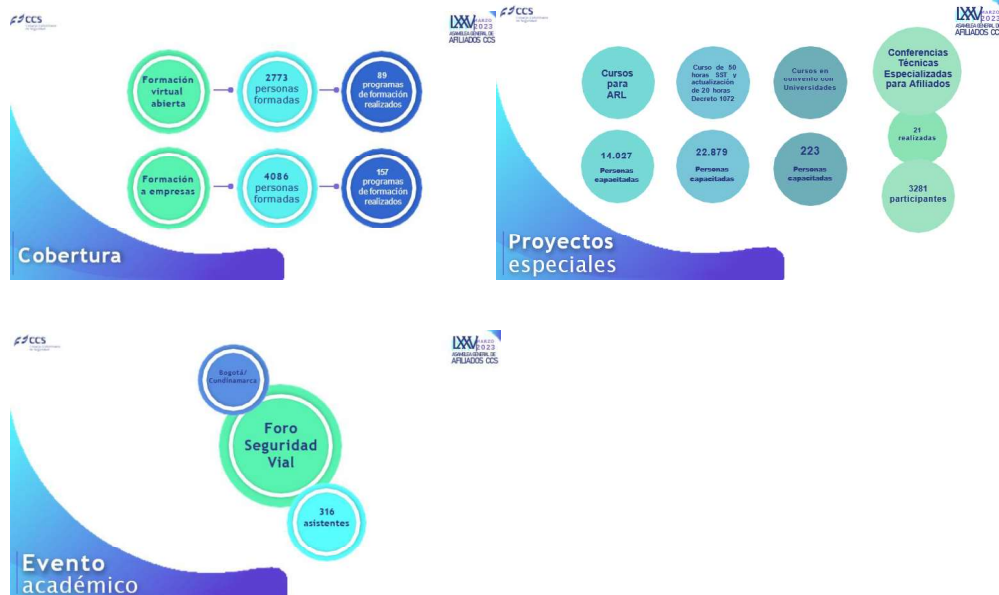 CCS
LXXV MARZO
2023
ASAMBLEA GENERAL DE
AFILIADOS CCS
Formación
virtual
abierta
2773
personas
formadas
89
programas
de formación
realizados
Formación
a empresas
4086
personas
formadas
157
programas
de formación
realizados
Cobertura
CCS
LXXV MARZO
2023
ASAMBLEA GENERAL DE
AFILIADOS CCS
Cursos
para
ARL
Curso de 50
horas SST y
actualización
de 20 horas
Decreto 1072
Cursos en
convenio con
Universidades
Conferencias
Técnicas
Especializadas
para Afiliados
14.027
Personas
capacitadas
22.879
Personas
capacitadas
223
Personas
capacitadas
21
realizadas
3281
participantes
Proyectos
especiales
CCS
LXXV MARZO
2023
ASAMBLEA GENERAL DE
AFILIADOS CCS
Bogotá/
Cundinamarca
Foro
Seguridad
Vial
316
asistentes
Evento
académico